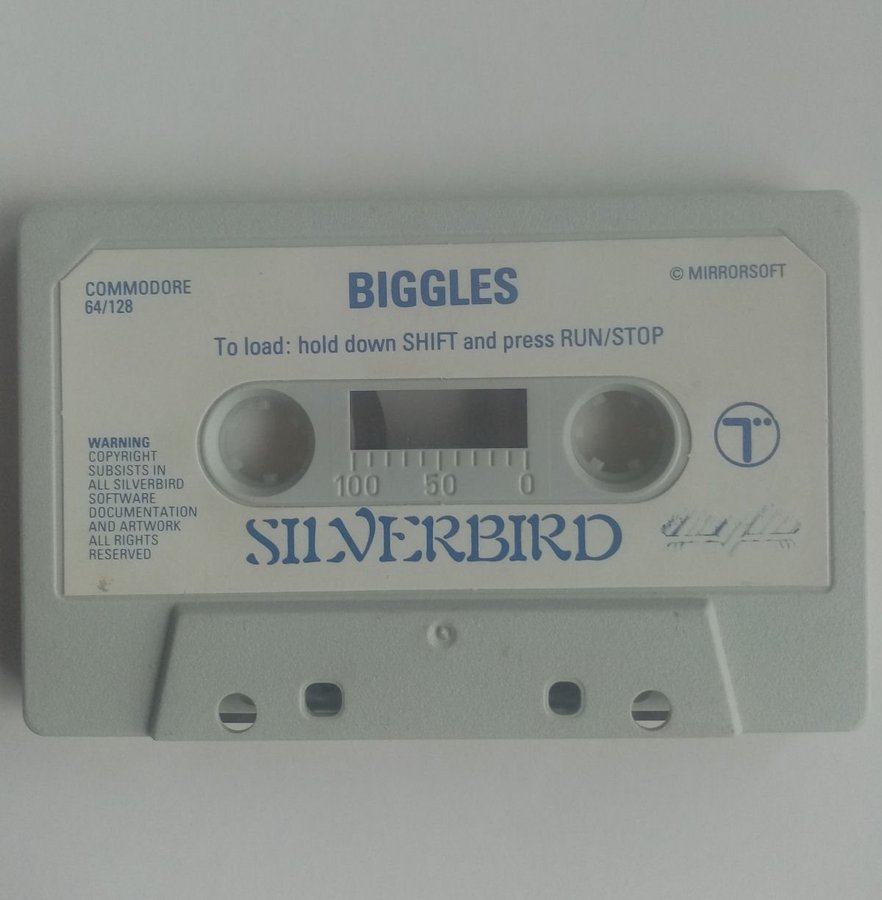 COMMODORE
64/128
BIGGLES
© MIRRORSOFT
To load: hold down SHIFT and press RUN/STOP
WARNING
COPYRIGHT
SUBSISTS IN
ALL SILVERBIRD
SOFTWARE
DOCUMENTATION
AND ARTWORK
ALL RIGHTS
RESERVED
100 50 0
T
SILVERBIRD